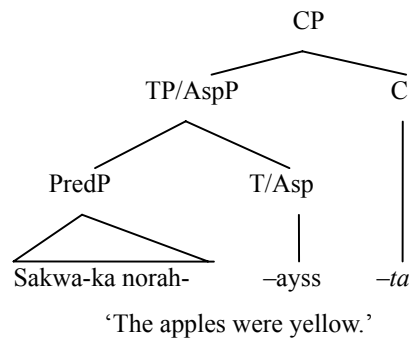 CP
TP/AspP C
PredP T/Asp
Sakwa-ka norah- –ayss –ta
‘The apples were yellow.’